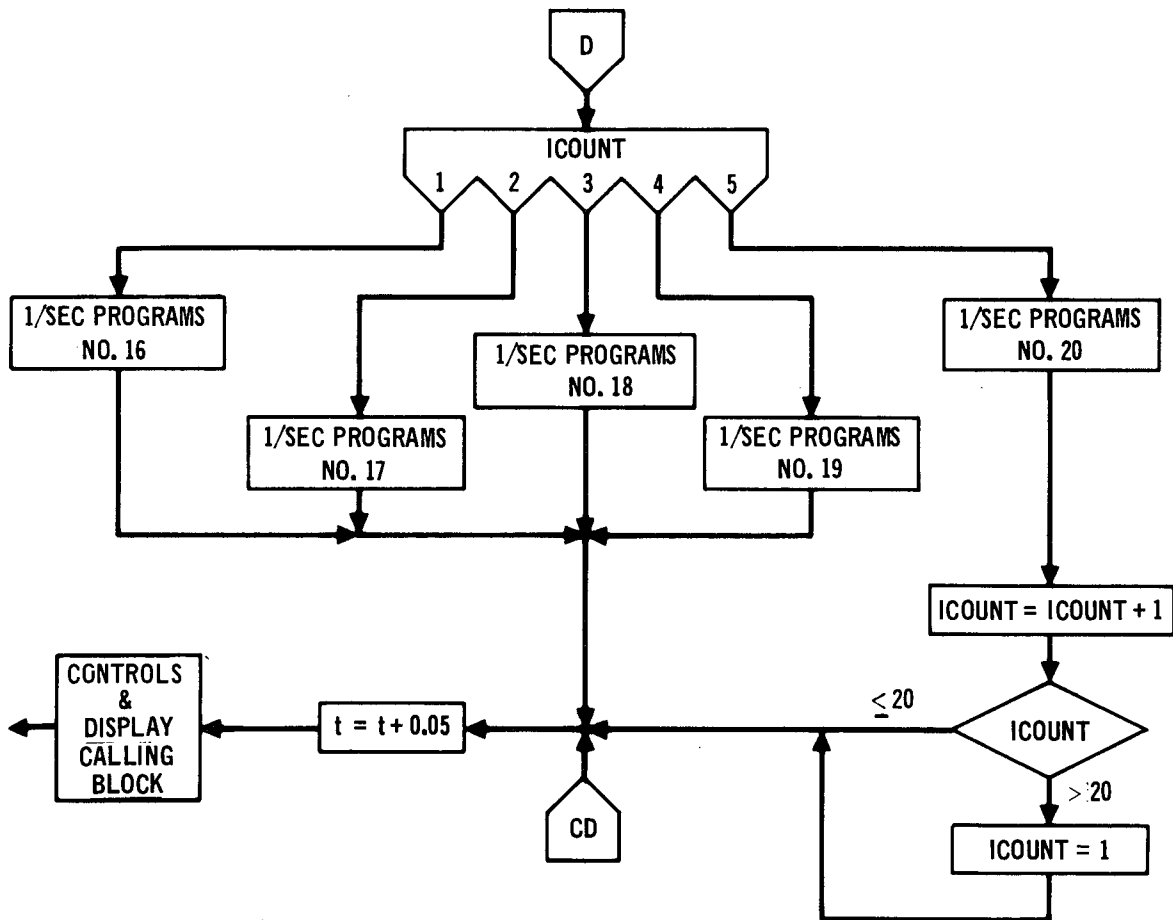 D
ICOUNT
1 2 3 4 5
1/SEC PROGRAMS
NO. 16
1/SEC PROGRAMS
NO. 17
1/SEC PROGRAMS
NO. 18
1/SEC PROGRAMS
NO. 19
1/SEC PROGRAMS
NO. 20
ICOUNT = ICOUNT + 1
ICOUNT
≤ 20
> 20
ICOUNT = 1
CD
t = t + 0.05
CONTROLS
&
DISPLAY
CALLING
BLOCK